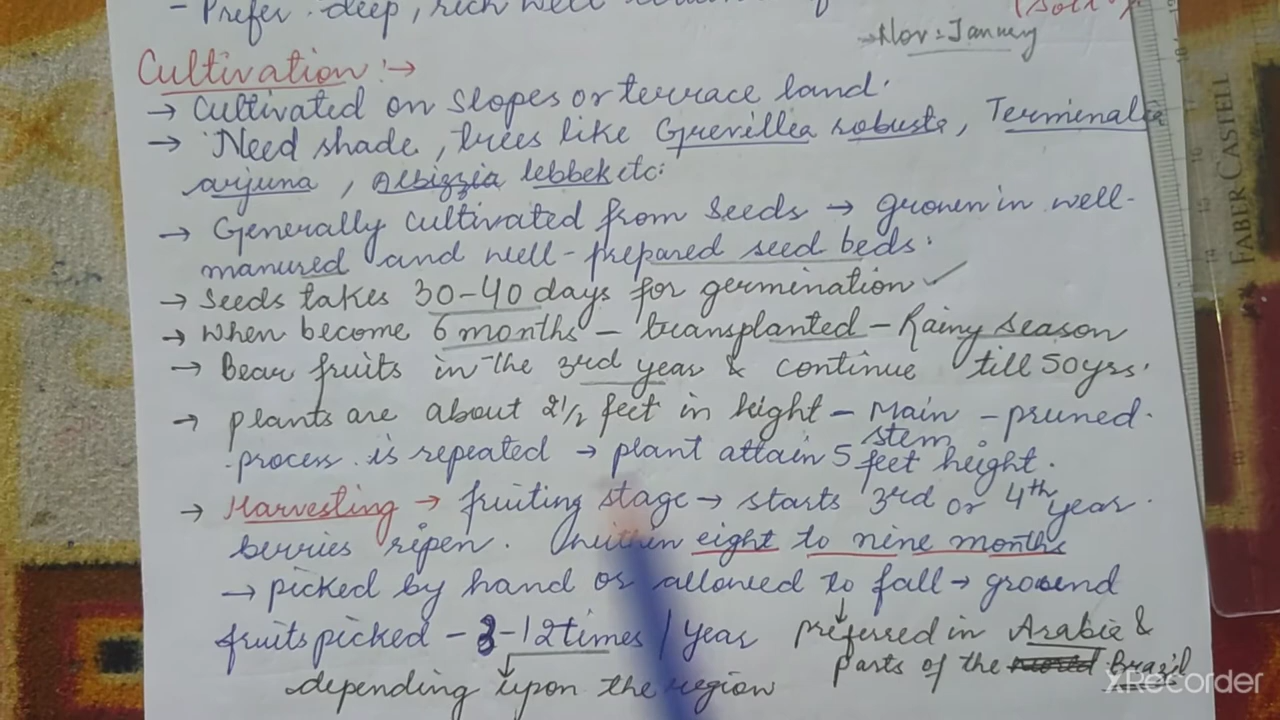 - Prefer deep, rich well
(Soil)
→ Nov - January
Cultivation :→
→ Cultivated on slopes or terrace land.
→ Need shade, trees like Grevillea robusta, Terminalia
arjuna, Albizzia lebbek etc:
→ Generally cultivated from seeds → grown in well-
manured and well-prepared seed beds.
→ Seeds takes 30-40 days for germination ✓
→ When become 6 months - transplanted - Rainy season
→ Bear fruits in the 3rd year & continue till 50 yrs.
→ plants are about 2½ feet in height - Main stem - pruned.
process is repeated → plant attain 5 feet height.
→ Harvesting → fruiting stage → starts 3rd or 4th year.
berries ripen. within eight to nine months
→ picked by hand or allowed to fall → ground
fruits picked - 3-12 times / year
↓ preferred in Arabia &
parts of the Brazil
↓ depending upon the region
FABER CASTELL
XRecorder